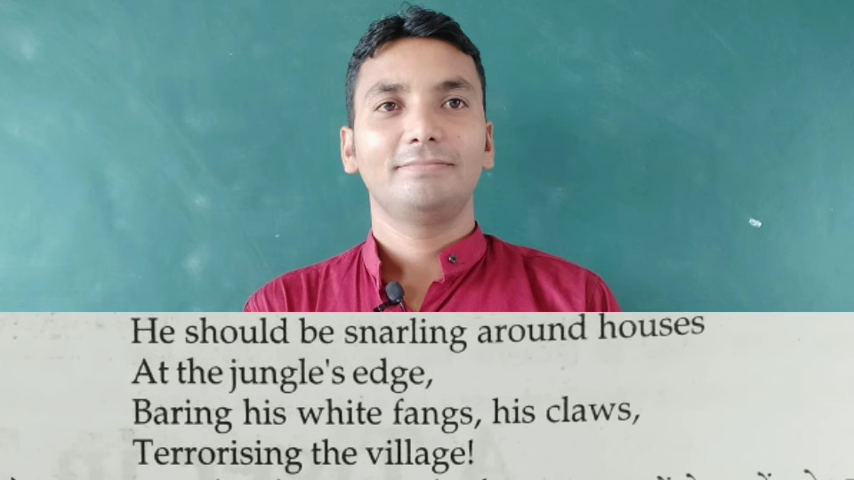 He should be snarling around houses
At the jungle's edge,
Baring his white fangs, his claws,
Terrorising the village!